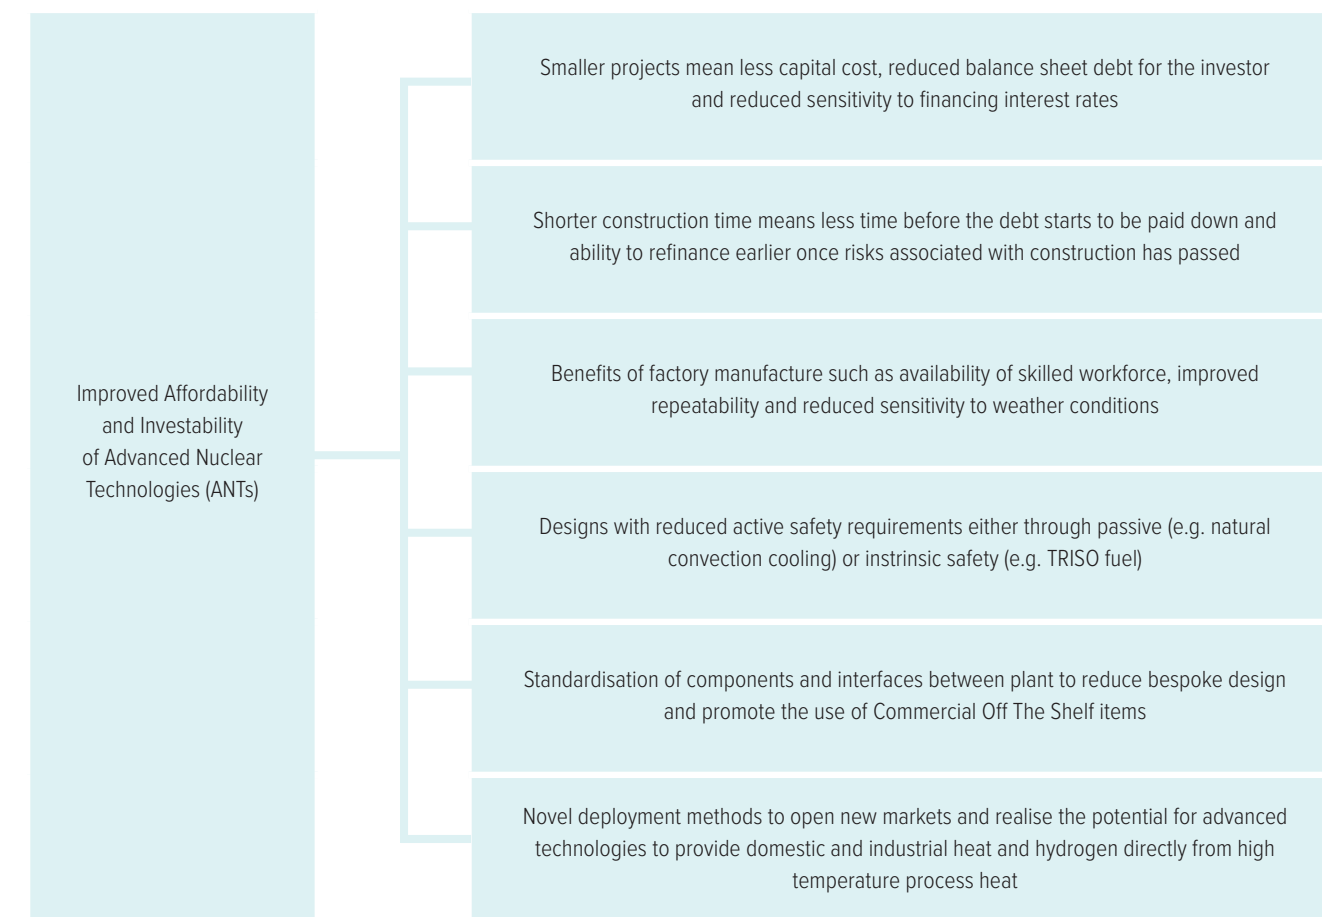 Improved Affordability
and Investability
of Advanced Nuclear
Technologies (ANTs)
Smaller projects mean less capital cost, reduced balance sheet debt for the investor
and reduced sensitivity to financing interest rates
Shorter construction time means less time before the debt starts to be paid down and
ability to refinance earlier once risks associated with construction has passed
Benefits of factory manufacture such as availability of skilled workforce, improved
repeatability and reduced sensitivity to weather conditions
Designs with reduced active safety requirements either through passive (e.g. natural
convection cooling) or instrinsic safety (e.g. TRISO fuel)
Standardisation of components and interfaces between plant to reduce bespoke design
and promote the use of Commercial Off The Shelf items
Novel deployment methods to open new markets and realise the potential for advanced
technologies to provide domestic and industrial heat and hydrogen directly from high
temperature process heat